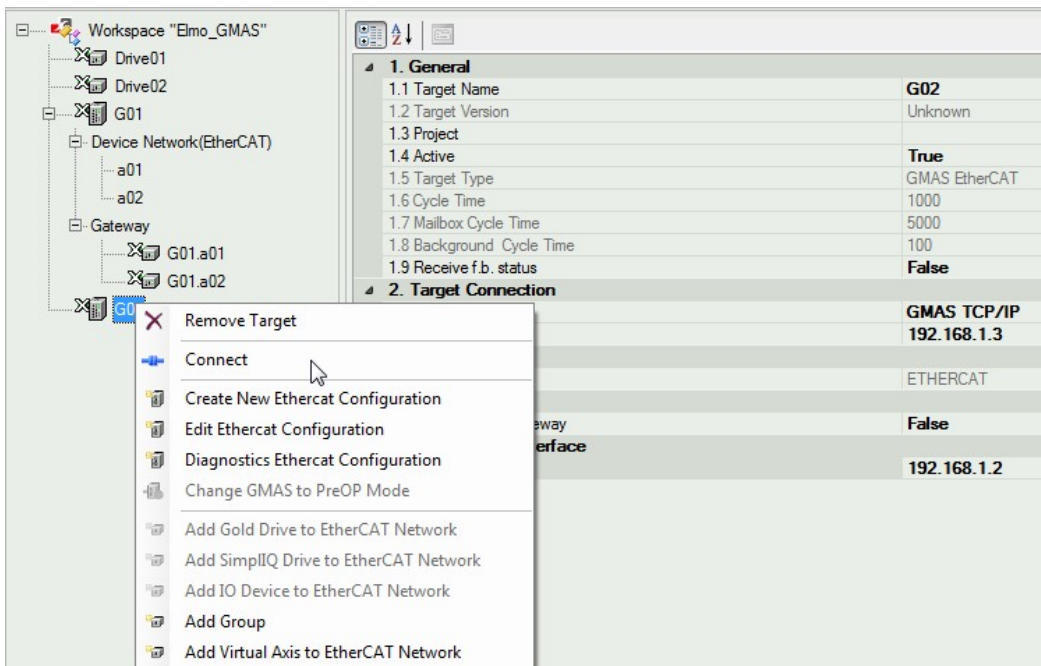 Workspace "Elmo_GMAS"
Drive01
Drive02
G01
Device Network(EtherCAT)
a01
a02
Gateway
G01.a01
G01.a02
G0
Remove Target
Connect
Create New Ethercat Configuration
Edit Ethercat Configuration
Diagnostics Ethercat Configuration
Change GMAS to PreOP Mode
Add Gold Drive to EtherCAT Network
Add SimplIQ Drive to EtherCAT Network
Add IO Device to EtherCAT Network
Add Group
Add Virtual Axis to EtherCAT Network
1. General
1.1 Target Name G02
1.2 Target Version Unknown
1.3 Project
1.4 Active True
1.5 Target Type GMAS EtherCAT
1.6 Cycle Time 1000
1.7 Mailbox Cycle Time 5000
1.8 Background Cycle Time 100
1.9 Receive f.b. status False
2. Target Connection
GMAS TCP/IP
192.168.1.3
ETHERCAT
eway False
erface
192.168.1.2